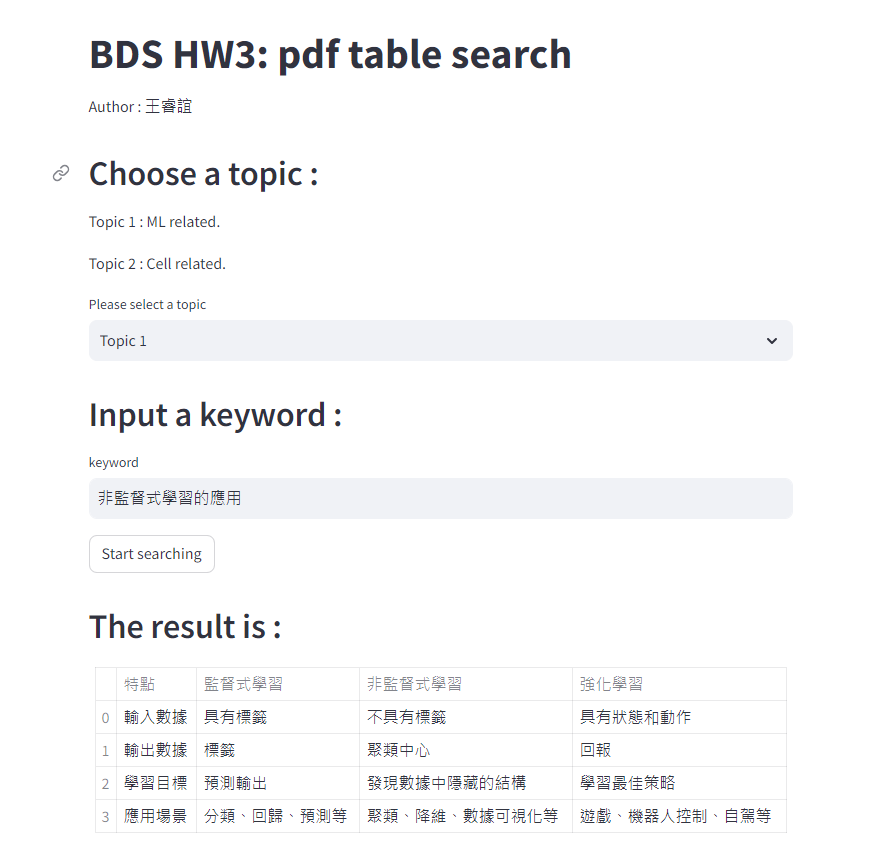 BDS HW3: pdf table search
Author : 王睿誼
Choose a topic :
Topic 1 : ML related.
Topic 2 : Cell related.
Please select a topic
Topic 1
Input a keyword :
keyword
非監督式學習的應用
Start searching
The result is :
特點 監督式學習 非監督式學習 強化學習
0 輸入數據 具有標籤 不具有標籤 具有狀態和動作
1 輸出數據 標籤 聚類中心 回報
2 學習目標 預測輸出 發現數據中隱藏的結構 學習最佳策略
3 應用場景 分類、回歸、預測等 聚類、降維、數據可視化等 遊戲、機器人控制、自駕等